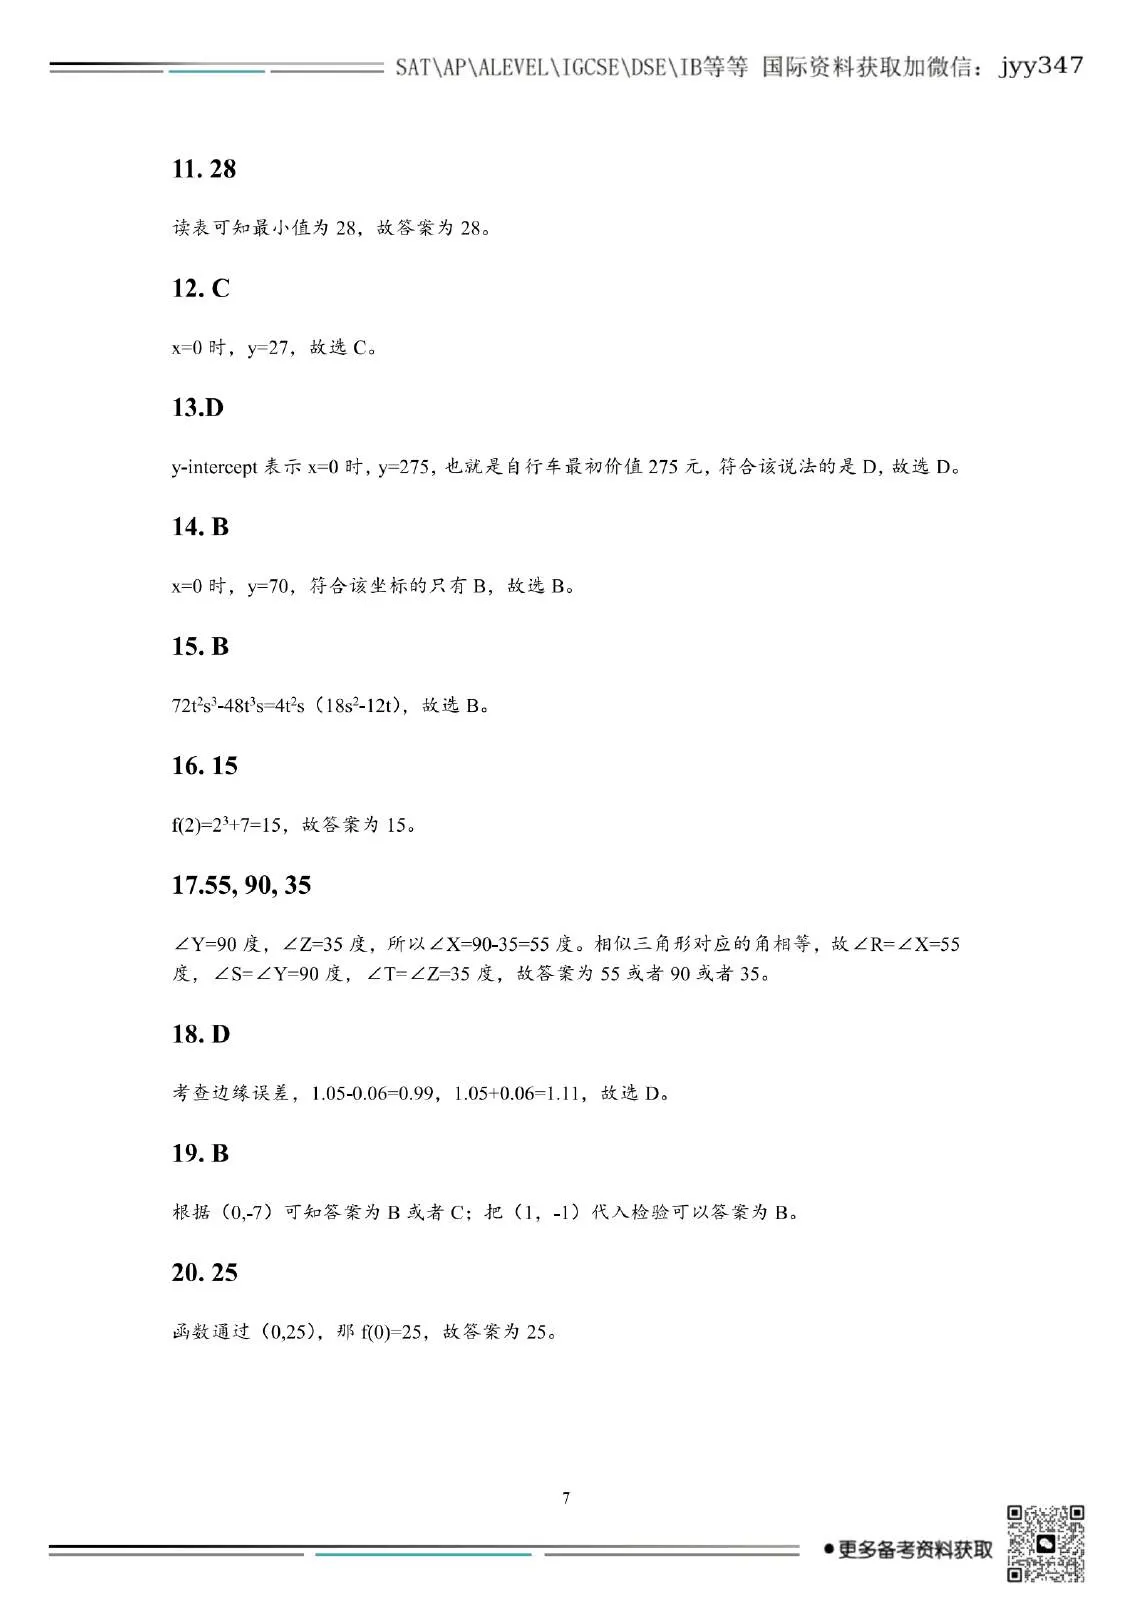 SAT\AP\ALEVEL\IGCSE\DSE\IB等等 国际资料获取加微信：jyy347
11. 28
读表可知最小值为 28，故答案为 28。
12. C
x=0 时，y=27，故选 C。
13.D
y-intercept 表示 x=0 时, y=275, 也就是自行车最初价值 275 元, 符合该说法的是 D, 故选 D。
14. B
x=0 时，y=70，符合该坐标的只有 B，故选 B。
15. B
72t²s³-48t³s=4t²s（18s²-12t），故选 B。
16. 15
f(2)=2³+7=15，故答案为 15。
17.55, 90, 35
∠Y=90 度，∠Z=35 度，所以∠X=90-35=55 度。相似三角形对应的角相等，故∠R=∠X=55
度，∠S=∠Y=90 度，∠T=∠Z=35 度，故答案为 55 或者 90 或者 35。
18. D
考查边缘误差，1.05-0.06=0.99，1.05+0.06=1.11，故选 D。
19. B
根据（0,-7）可知答案为 B 或者 C；把（1，-1）代入检验可以答案为 B。
20. 25
函数通过（0,25），那 f(0)=25，故答案为 25。
7
●更多备考资料获取